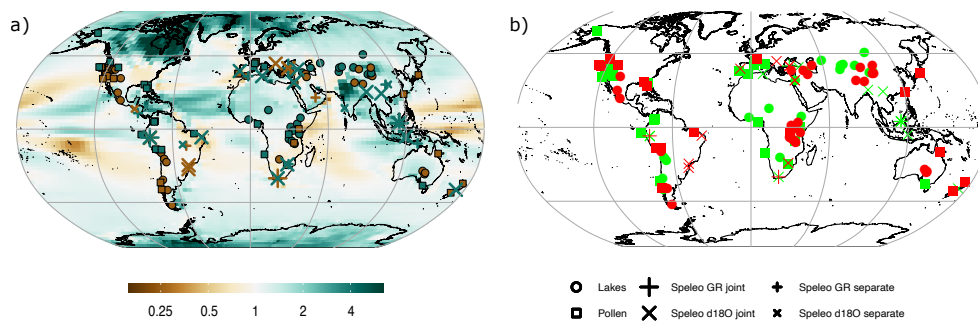 a)
b)
0.25 0.5 1 2 4
Lakes Speleo GR joint Speleo GR separate
Pollen Speleo d18O joint Speleo d18O separate